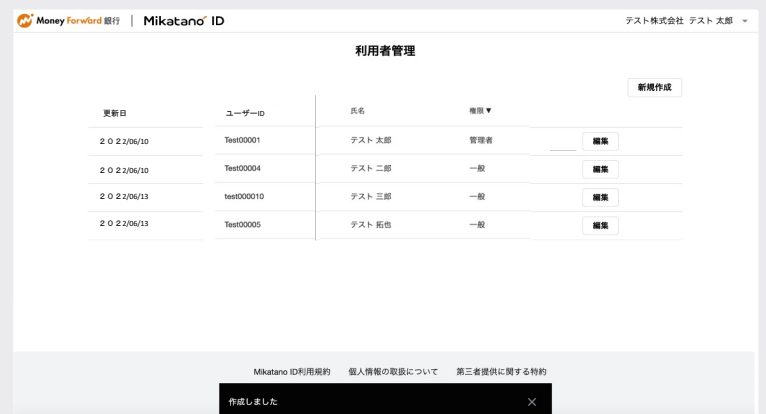 Money Forward 銀行 Mikatano ID テスト株式会社 テスト 太郎
利用者管理
新規作成
更新日 ユーザーID 氏名 権限▼
２０２2/06/10 Test00001 テスト 太郎 管理者 編集
２０２2/06/10 Test00004 テスト 二郎 一般 編集
２０２2/06/13 test000010 テスト 三郎 一般 編集
２０２2/06/13 Test00005 テスト 拓也 一般 編集
Mikatano ID利用規約 個人情報の取扱について 第三者提供に関する特約
作成しました